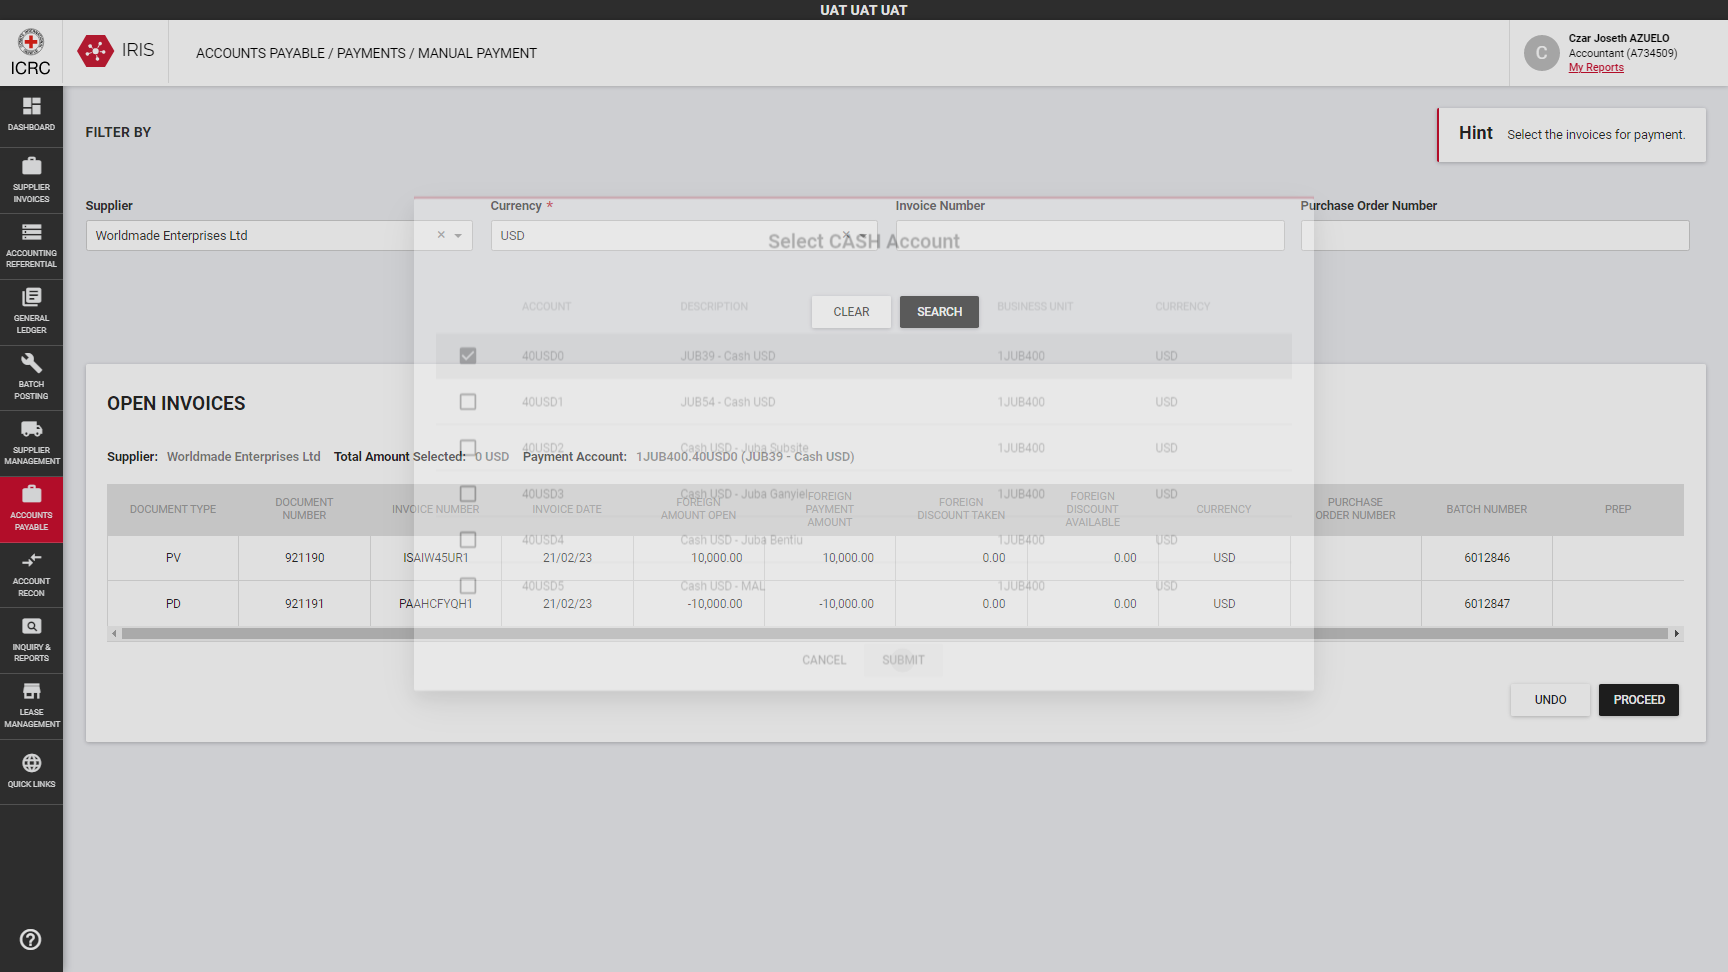 UAT UAT UAT
ICRC
IRIS
ACCOUNTS PAYABLE / PAYMENTS / MANUAL PAYMENT
C
Czar Joseth AZUELO
Accountant (A734509)
My Reports
DASHBOARD
SUPPLIER
INVOICES
ACCOUNTING
REFERENTIAL
GENERAL
LEDGER
BATCH
POSTING
SUPPLIER
MANAGEMENT
ACCOUNTS
PAYABLE
ACCOUNT
RECON
INQUIRY &
REPORTS
LEASE
MANAGEMENT
QUICK LINKS
FILTER BY
Hint Select the invoices for payment.
Supplier
Worldmade Enterprises Ltd
Currency *
USD
Invoice Number
Purchase Order Number
CLEAR
SEARCH
Select CASH Account
ACCOUNT DESCRIPTION BUSINESS UNIT CURRENCY
40USD0 JUB39 - Cash USD 1JUB400 USD
40USD1 JUB54 - Cash USD 1JUB400 USD
40USD2 Cash USD - Juba Subsite 1JUB400 USD
40USD3 Cash USD - Juba Ganyiel 1JUB400 USD
40USD4 Cash USD - Juba Bentiu 1JUB400 USD
40USD5 Cash USD - MAL 1JUB400 USD
CANCEL SUBMIT
OPEN INVOICES
Supplier: Worldmade Enterprises Ltd Total Amount Selected: 0 USD Payment Account: 1JUB400.40USD0 (JUB39 - Cash USD)
DOCUMENT TYPE DOCUMENT NUMBER INVOICE NUMBER INVOICE DATE FOREIGN AMOUNT OPEN FOREIGN PAYMENT AMOUNT FOREIGN DISCOUNT TAKEN FOREIGN DISCOUNT AVAILABLE CURRENCY PURCHASE ORDER NUMBER BATCH NUMBER PREP
PV 921190 ISAIW45UR1 21/02/23 10,000.00 10,000.00 0.00 0.00 USD 6012846
PD 921191 PAAHCFYQH1 21/02/23 -10,000.00 -10,000.00 0.00 0.00 USD 6012847
UNDO PROCEED